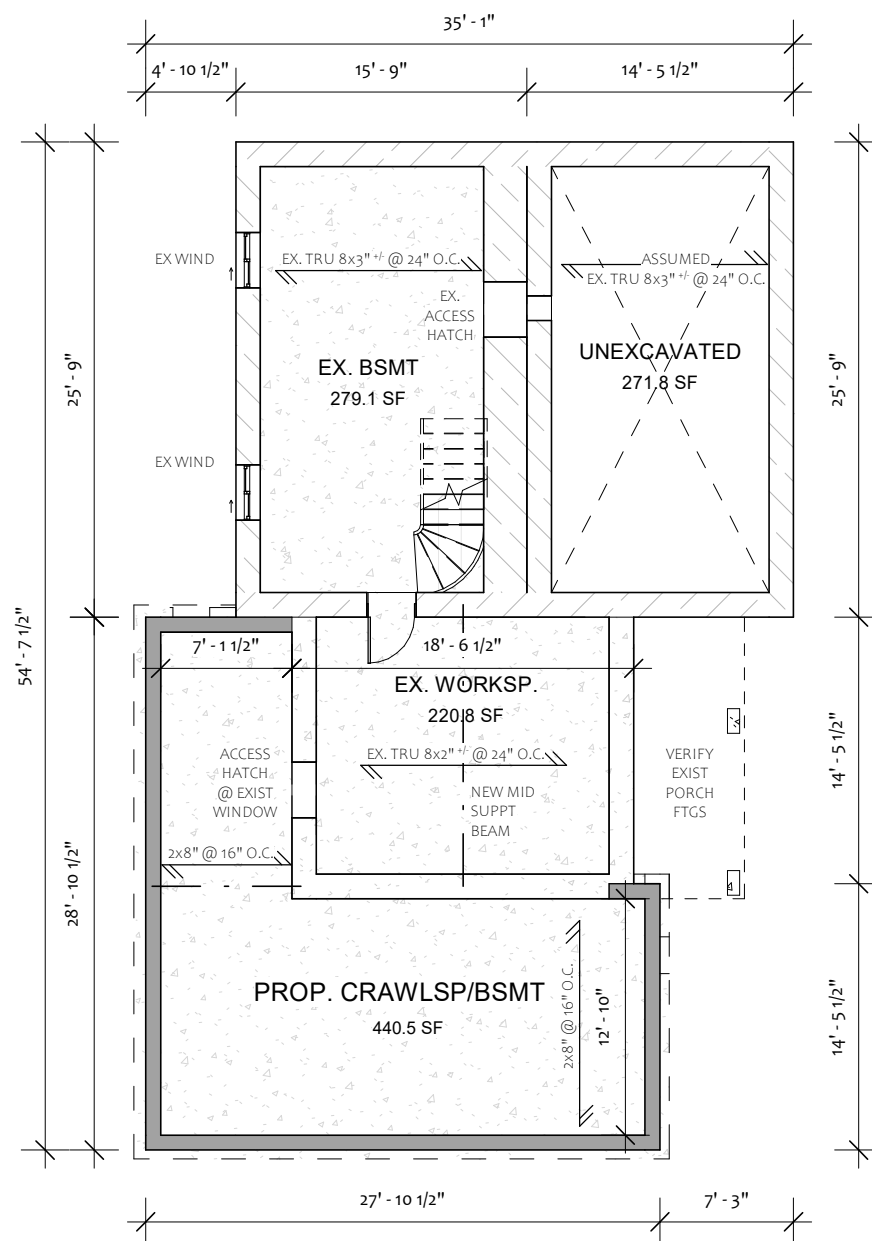 35' - 1"
4' - 10 1/2"
15' - 9"
14' - 5 1/2"
EX WIND
EX. TRU 8x3" +/- @ 24" O.C.
ASSUMED
EX. TRU 8x3" +/- @ 24" O.C.
EX.
ACCESS
HATCH
UNEXCAVATED
271.8 SF
EX. BSMT
279.1 SF
25' - 9"
25' - 9"
EX WIND
54' - 7 1/2"
7' - 1 1/2"
18' - 6 1/2"
EX. WORKSP.
220.8 SF
EX. TRU 8x2" +/- @ 24" O.C.
ACCESS
HATCH
@ EXIST
WINDOW
NEW MID
SUPPT
BEAM
VERIFY
EXIST
PORCH
FTGS
14' - 5 1/2"
2x8" @ 16" O.C.
28' - 10 1/2"
PROP. CRAWLSP/BSMT
440.5 SF
2x8" @ 16" O.C.
12' - 10"
14' - 5 1/2"
27' - 10 1/2"
7' - 3"